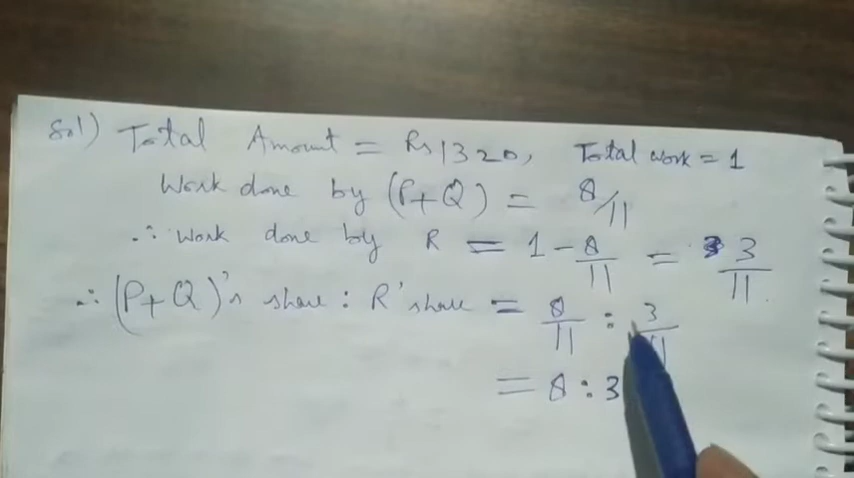 Sol) Total Amount = Rs 1320, Total work = 1
Work done by (P+Q) = 8/11
∴ Work done by R = 1 - 8/11 = 3/11.
∴ (P+Q)'s share : R's share = 8/11 : 3/11
= 8 : 3